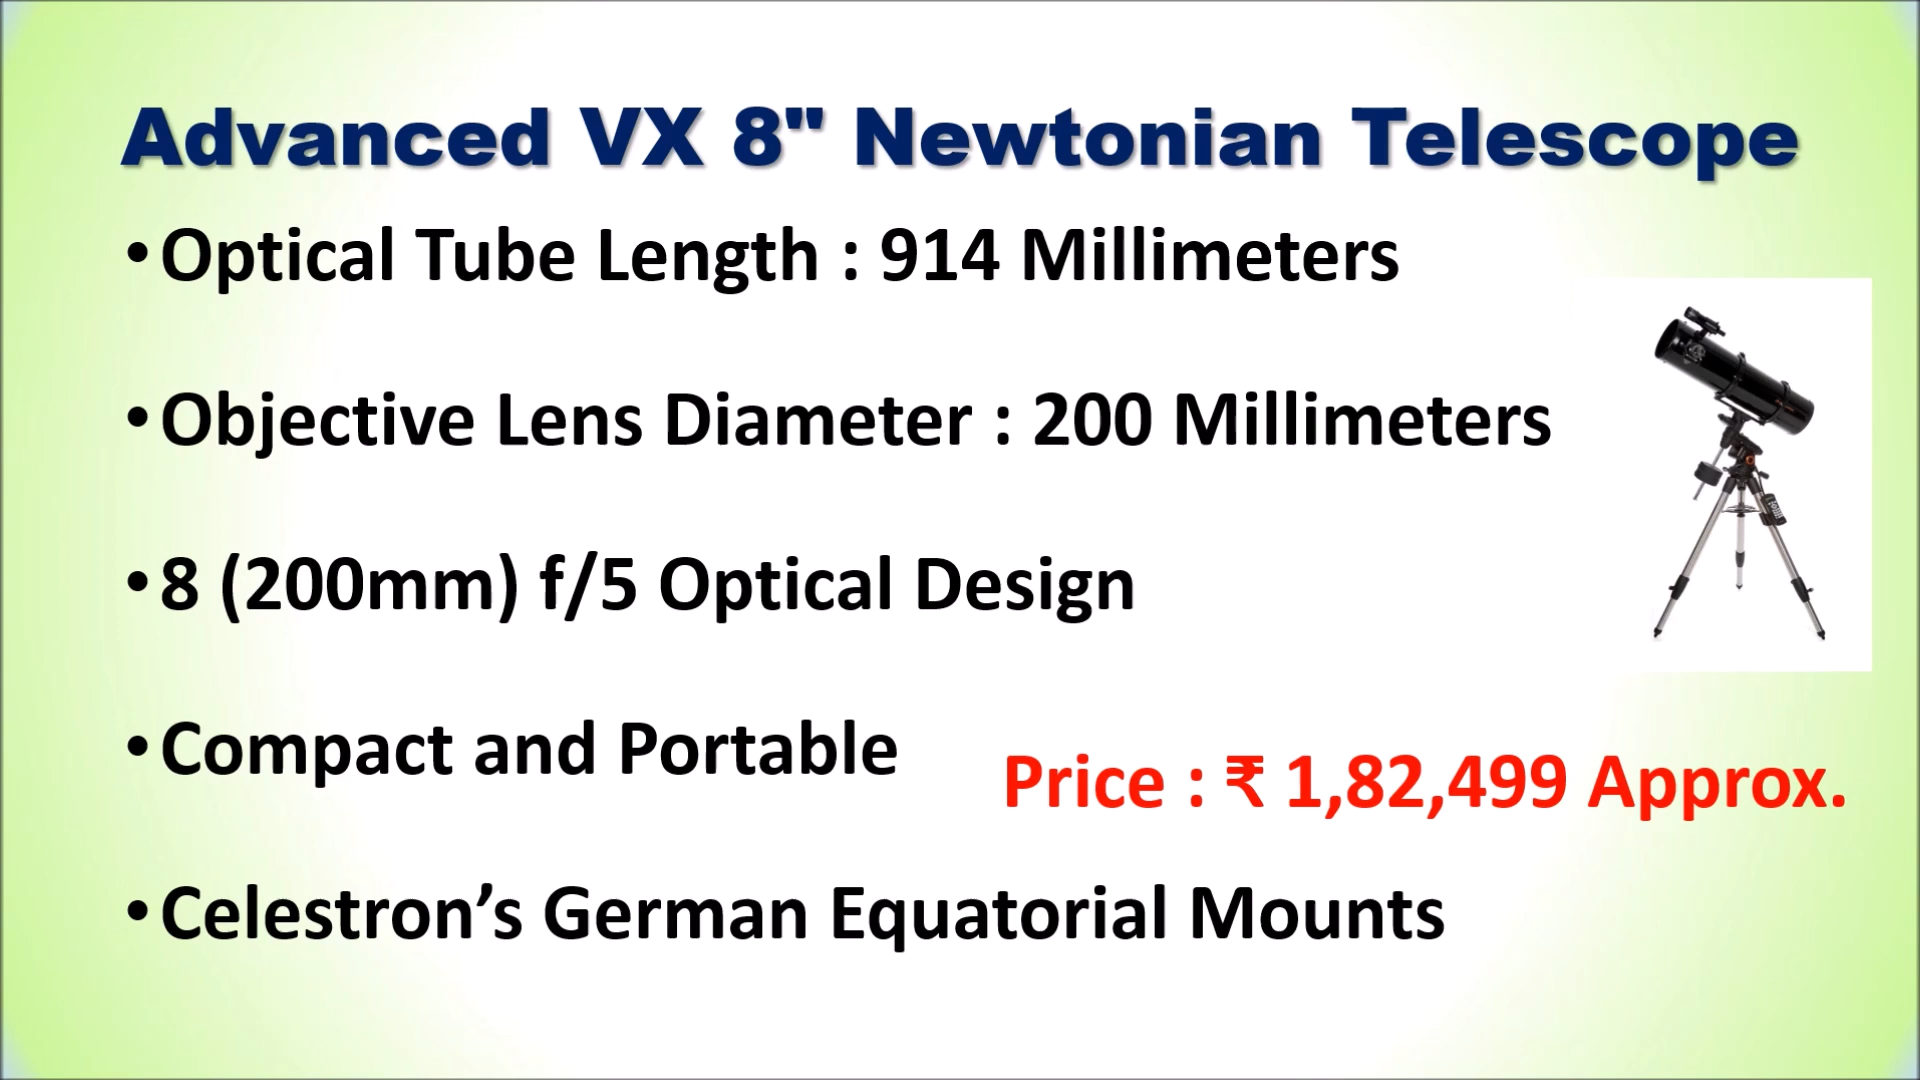 Advanced VX 8" Newtonian Telescope
•Optical Tube Length : 914 Millimeters
•Objective Lens Diameter : 200 Millimeters
•8 (200mm) f/5 Optical Design
•Compact and Portable
Price : ₹ 1,82,499 Approx.
•Celestron’s German Equatorial Mounts